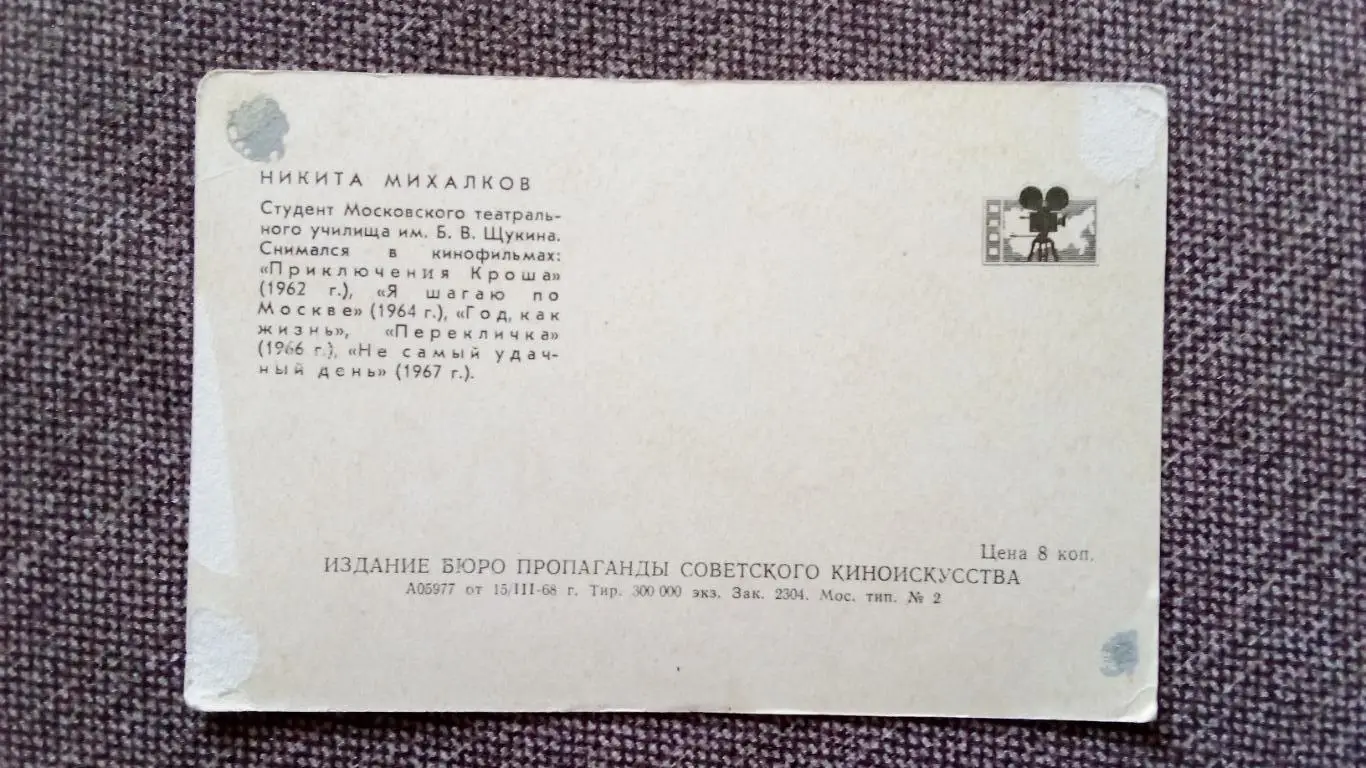 НИКИТА МИХАЛКОВ
Студент Московского театраль-
ного училища им. Б. В. Щукина.
Снимался в кинофильмах:
«Приключения Кроша»
(1962 г.), «Я шагаю по
Москве» (1964 г.), «Год, как
жизнь», «Перекличка»
(1966 г.), «Не самый удач-
ный день» (1967 г.).
Цена 8 коп.
ИЗДАНИЕ БЮРО ПРОПАГАНДЫ СОВЕТСКОГО КИНОИСКУССТВА
А05977 от 15/III-68 г. Тир. 300 000 экз. Зак. 2304. Мос. тип. № 2